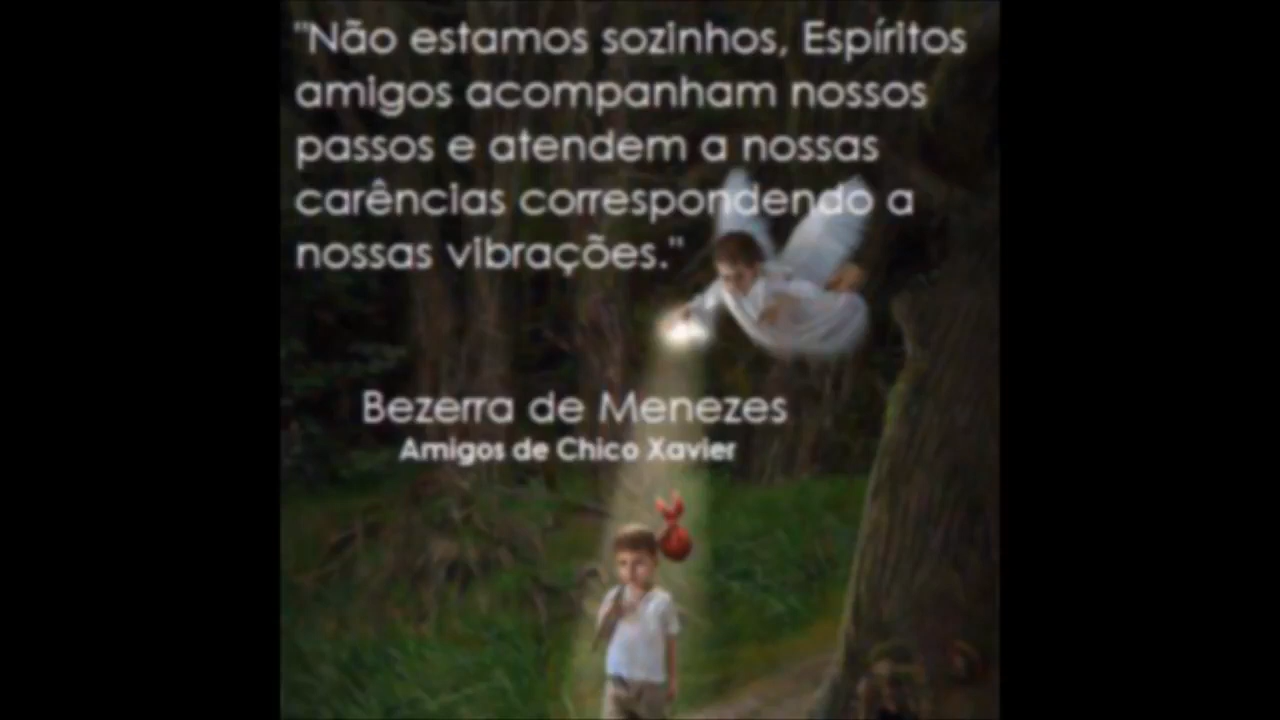 "Não estamos sozinhos, Espíritos
amigos acompanham nossos
passos e atendem a nossas
carências correspondendo a
nossas vibrações."
Bezerra de Menezes
Amigos de Chico Xavier